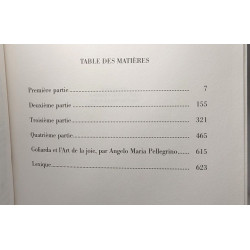 TABLE DES MATIÈRES
Première partie 7
Deuxième partie 155
Troisième partie 321
Quatrième partie 465
Goliarda et l'Art de la joie, par Angelo Maria Pellegrino 615
Lexique 623